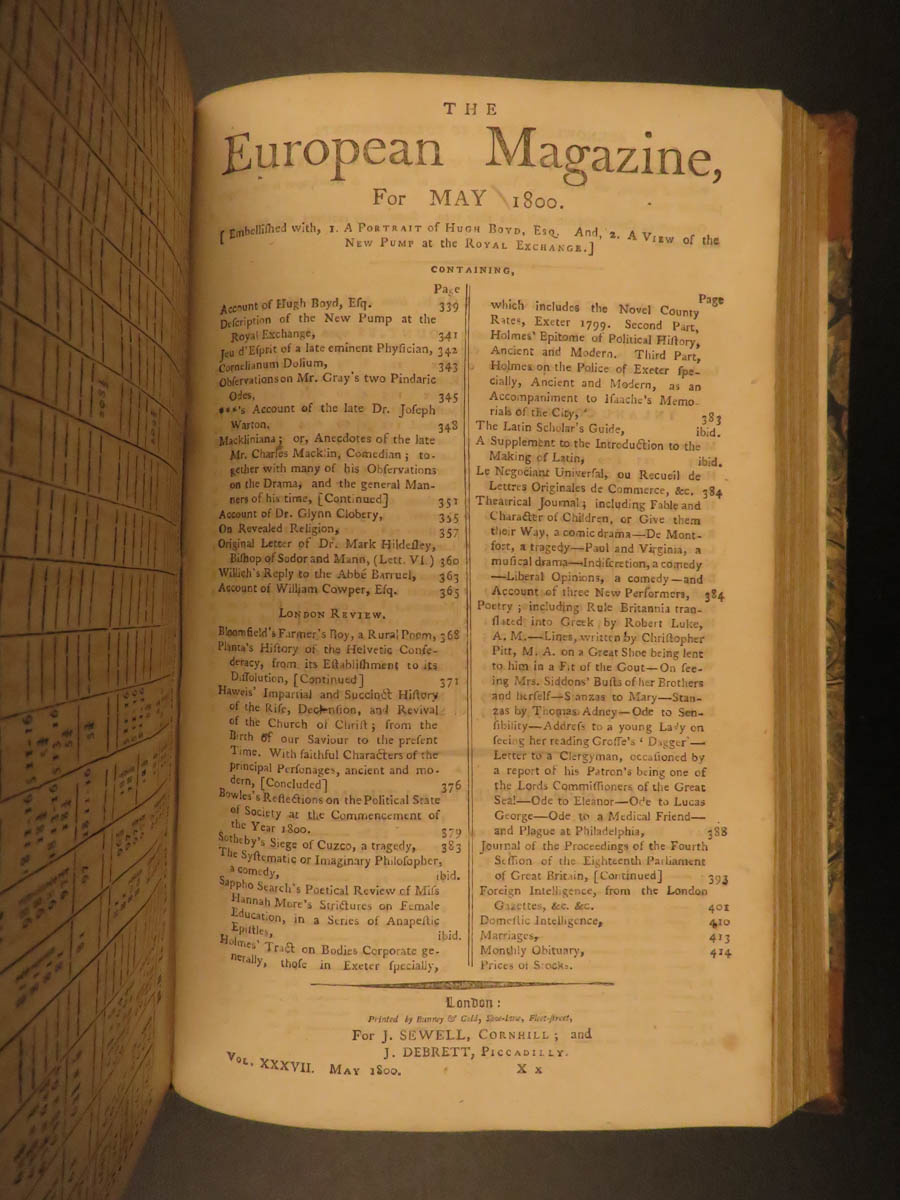 THE
European Magazine,
For MAY 1800.
[Embelliſhed with, 1. A PORTRAIT of HUGH BOYD, ESQ. And, 2. A VIEW of the
NEW PUMP at the ROYAL EXCHANGE.]
CONTAINING,
Page
Account of Hugh Boyd, Eſq. 339
Deſcription of the New Pump at the
Royal Exchange, 341
Jeu d'Eſprit of a late eminent Phyſician, 342
Cornelianum Dolium, 343
Obſervations on Mr. Gray's two Pindaric
Odes, 345
***'s Account of the late Dr. Joſeph
Warton. 348
Mackliniana; or, Anecdotes of the late
Mr. Charles Macklin, Comedian; to-
gether with many of his Obſervations
on the Drama, and the general Man-
ners of his time, [Continued] 351
Account of Dr. Glynn Clobery, 355
On Revealed Religion, 357
Original Letter of Dr. Mark Hildeſley,
Biſhop of Sodor and Mann, (Lett. VI.) 360
Willich's Reply to the Abbé Barruel, 363
Account of William Cowper, Eſq. 365
LONDON REVIEW.
Bloomfield's Farmer's Boy, a Rural Poem, 368
Planta's Hiſtory of the Helvetic Confe-
deracy, from its Eſtabliſhment to its
Diſſolution, [Continued] 371
Haweis' Impartial and Succinct Hiſtory
of the Riſe, Declenſion, and Revival
of the Church of Chriſt; from the
Birth of our Saviour to the preſent
Time. With faithful Characters of the
principal Perſonages, ancient and mo-
dern, [Concluded] 376
Bowles's Reflections on the Political State
of Society at the Commencement of
the Year 1800. 379
Sotheby's Siege of Cuzco, a tragedy, 383
The Syſtematic or Imaginary Philoſopher,
a comedy, ibid.
Sappho Search's Poetical Review of Miſs
Hannah More's Strictures on Female
Education, in a Series of Anapeſtic
Epiſtles, ibid.
Holmes' Tract on Bodies Corporate ge-
nerally, thoſe in Exeter ſpecially,
Page
which includes the Novel County
Rates, Exeter 1799. Second Part,
Holmes' Epitome of Political Hiſtory,
Ancient and Modern. Third Part,
Holmes on the Police of Exeter ſpe-
cially, Ancient and Modern, as an
Accompaniment to Iſaache's Memo-
rials of the City, 383
The Latin Scholar's Guide, ibid.
A Supplement to the Introduction to the
Making of Latin, ibid.
Le Negociant Univerſal, ou Recueil de
Lettres Originales de Commerce, &c. 384
Theatrical Journal; including Fable and
Character of Children, or Give them
their Way, a comic drama—De Mont-
fort, a tragedy—Paul and Virginia, a
muſical drama—Indiſcretion, a comedy
—Liberal Opinions, a comedy—and
Account of three New Performers, 384
Poetry; including Rule Britannia tran-
ſlated into Greek by Robert Luke,
A. M.—Lines, written by Chriſtopher
Pitt, M. A. on a Great Shoe being lent
to him in a Fit of the Gout—On ſee-
ing Mrs. Siddons' Buſts of her Brothers
and herſelf—Stanzas to Mary—Stan-
zas by Thomas Adney—Ode to Sen-
ſibility—Addreſs to a young Lady on
ſeeing her reading Groſſe's 'Dagger'—
Letter to a Clergyman, occaſioned by
a report of his Patron's being one of
the Lords Commiſſioners of the Great
Seal—Ode to Eleanor—Ode to Lucas
George—Ode to a Medical Friend—
and Plague at Philadelphia, 388
Journal of the Proceedings of the Fourth
Seſſion of the Eighteenth Parliament
of Great Britain, [Continued] 393
Foreign Intelligence, from the London
Gazettes, &c. &c. 401
Domeſtic Intelligence, 410
Marriages, 413
Monthly Obituary, 414
Prices of Stocks.
London:
Printed by Bunney & Gold, Shoe-lane, Fleet-ſtreet,
For J. SEWELL, CORNHILL; and
J. DEBRETT, PICCADILLY.
VOL. XXXVII. MAY 1800. X x